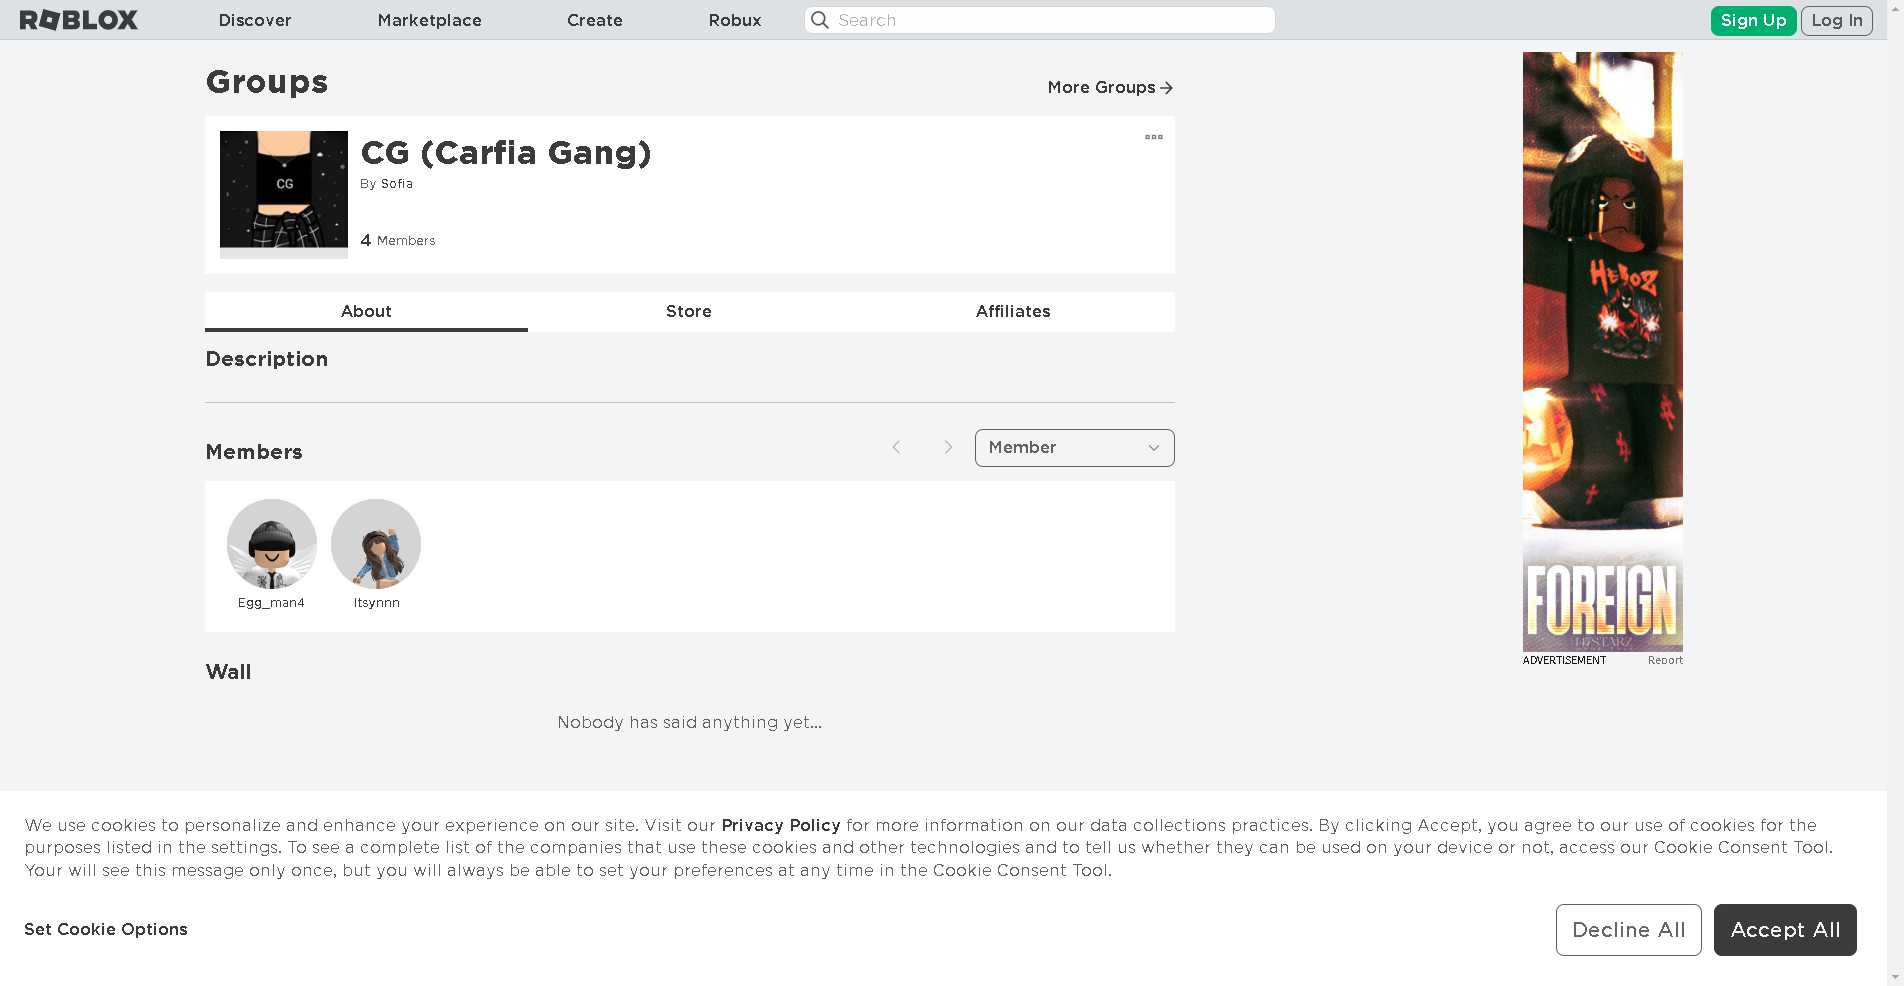 ROBLOX
Discover
Marketplace
Create
Robux
Search
Sign Up
Log In
Groups
More Groups
CG
CG (Carfia Gang)
By Sofia
4 Members
About
Store
Affiliates
Description
Members
Member
Egg_man4
Itsynnn
Wall
Nobody has said anything yet...
HEROZ
FOREIGN
ADVERTISEMENT
Report
We use cookies to personalize and enhance your experience on our site. Visit our Privacy Policy for more information on our data collections practices. By clicking Accept, you agree to our use of cookies for the
purposes listed in the settings. To see a complete list of the companies that use these cookies and other technologies and to tell us whether they can be used on your device or not, access our Cookie Consent Tool.
Your will see this message only once, but you will always be able to set your preferences at any time in the Cookie Consent Tool.
Set Cookie Options
Decline All
Accept All